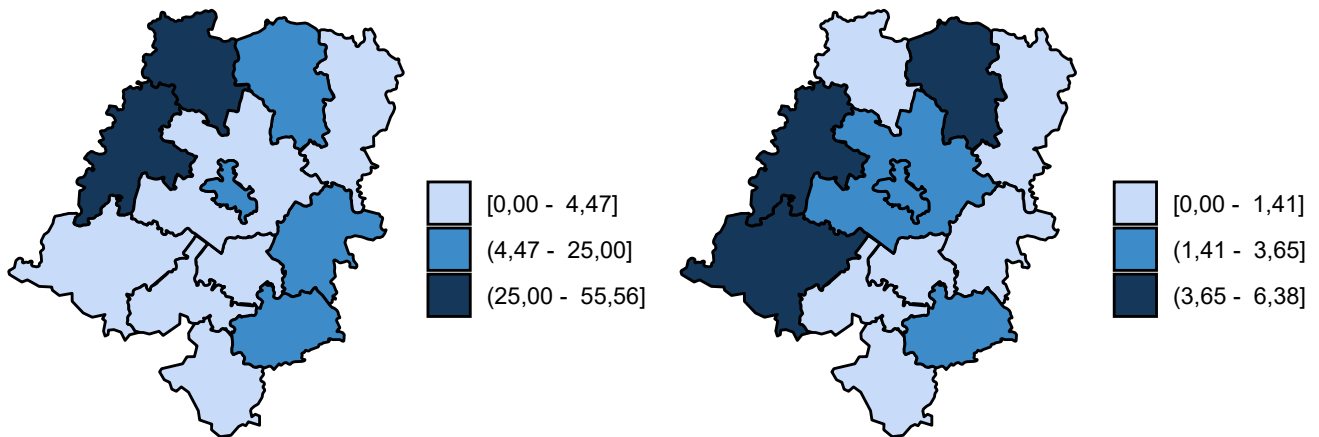 [0,00 - 4,47]
(4,47 - 25,00]
(25,00 - 55,56]
[0,00 - 1,41]
(1,41 - 3,65]
(3,65 - 6,38]